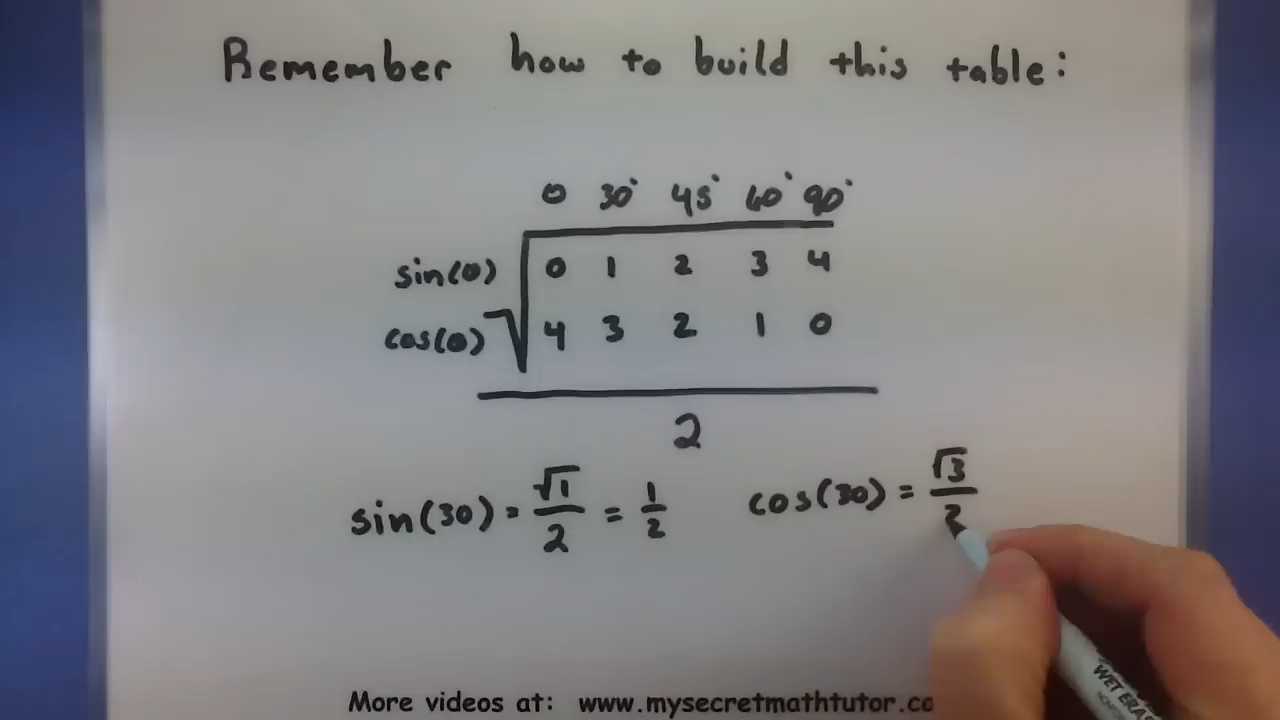 Remember how to build this table:
0 30° 45° 60° 90°
sin(θ) 0 1 2 3 4
cos(θ) √ 4 3 2 1 0
2
sin(30) = √1/2 = 1/2 cos(30) = √3/2
More videos at: www.mysecretmathtutor.co
WET ERA